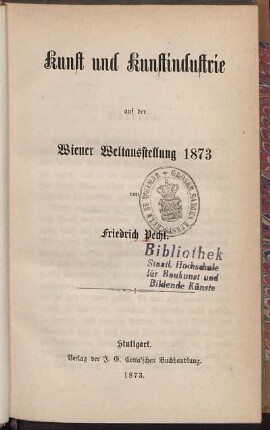 Kunst und Kunstindustrie
auf der
Wiener Weltausstellung 1873
von
Friedrich Pecht.
Bibliothek
Staatl. Hochschule
für Baukunst und
Bildende Künste
Stuttgart.
Verlag der J. G. Cotta'schen Buchhandlung.
1873.